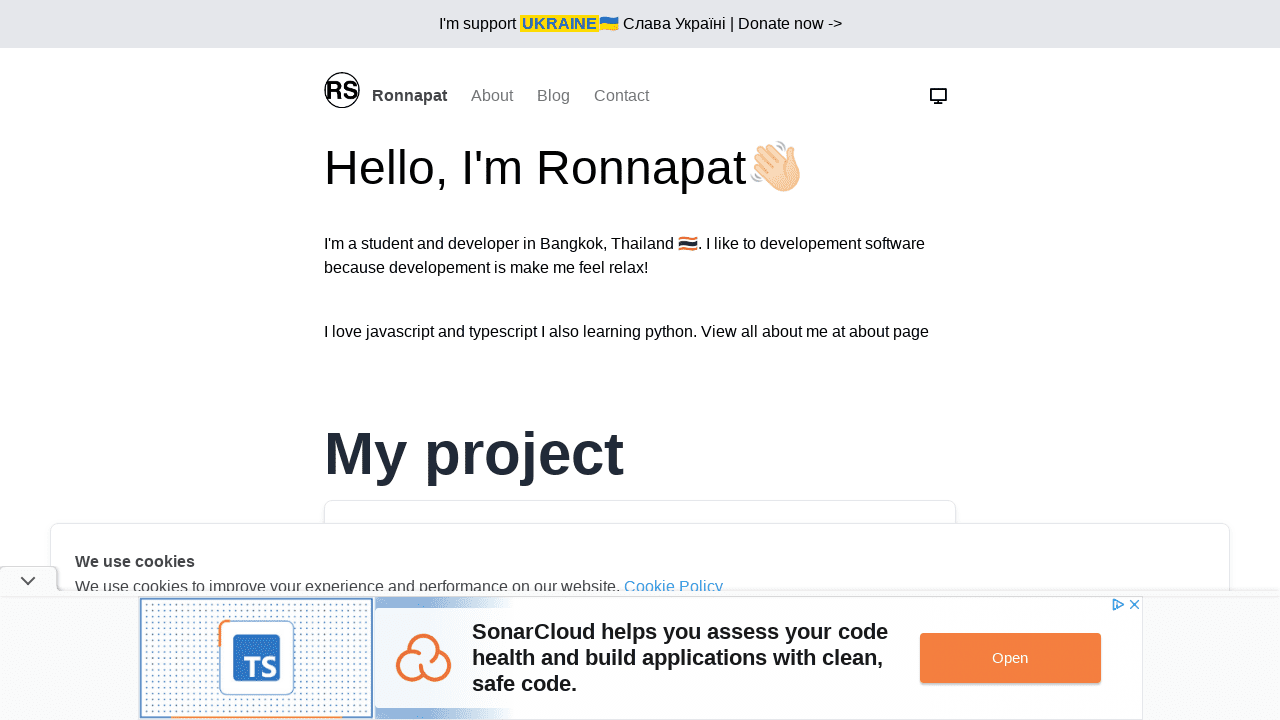 I'm support UKRAINE🇺🇦 Слава Україні | Donate now ->
RS Ronnapat About Blog Contact
Hello, I'm Ronnapat👋🏻
I'm a student and developer in Bangkok, Thailand 🇹🇭. I like to developement software
because developement is make me feel relax!
I love javascript and typescript I also learning python. View all about me at about page
My project
We use cookies
We use cookies to improve your experience and performance on our website. Cookie Policy
TS
SonarCloud helps you assess your code
health and build applications with clean,
safe code.
Open